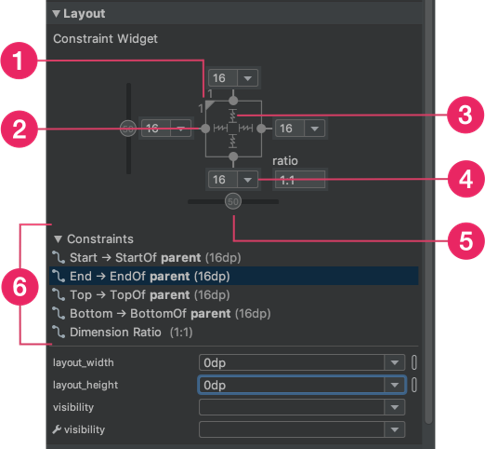 Layout
Constraint Widget
1
16
1
1
2
50
16
16
3
ratio
16
1:1
4
50
5
6
Constraints
Start → StartOf parent (16dp)
End → EndOf parent (16dp)
Top → TopOf parent (16dp)
Bottom → BottomOf parent (16dp)
Dimension Ratio (1:1)
layout_width 0dp
layout_height 0dp
visibility
visibility